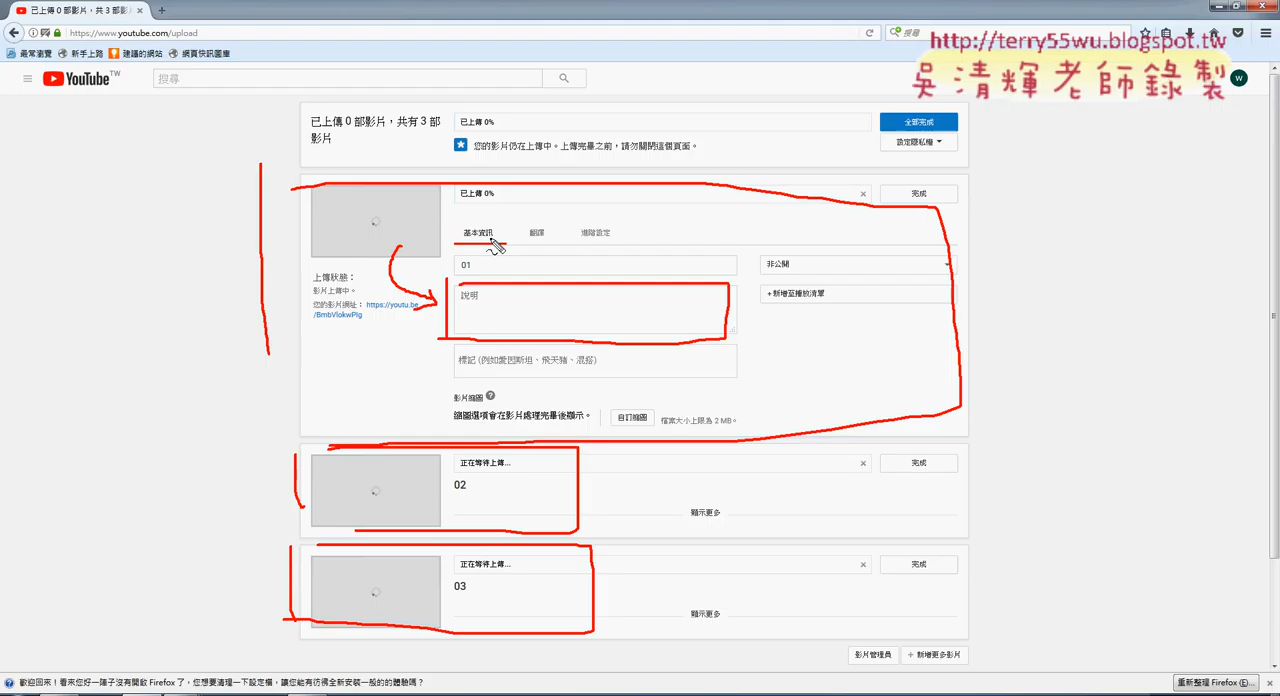 已上傳 0 部影片，共 3 部影...
https://www.youtube.com/upload
搜尋
最常瀏覽 新手上路 建議的網站 網頁快訊圖庫
http://terry55wu.blogspot.tw
吳清輝老師錄製
YouTube TW
搜尋
W
已上傳 0 部影片，共有 3 部
影片
已上傳 0%
全部完成
您的影片仍在上傳中。上傳完畢之前，請勿關閉這個頁面。
設定隱私權
已上傳 0%
完成
基本資訊 翻譯 進階設定
01
非公開
上傳狀態：
影片上傳中。
您的影片網址： https://youtu.be
/BmbVlokwPIg
說明
+ 新增至播放清單
標記 (例如愛因斯坦、飛天豬、混搭)
影片縮圖
縮圖選項會在影片處理完畢後顯示。
自訂縮圖
檔案大小上限為 2 MB。
正在等待上傳...
完成
02
顯示更多
正在等待上傳...
完成
03
顯示更多
影片管理員
+ 新增更多影片
歡迎回來！看來您好一陣子沒有開啟 Firefox 了，您想要清理一下設定檔，讓您能有彷彿全新安裝一般的的體驗嗎？
重新整理 Firefox (E)...